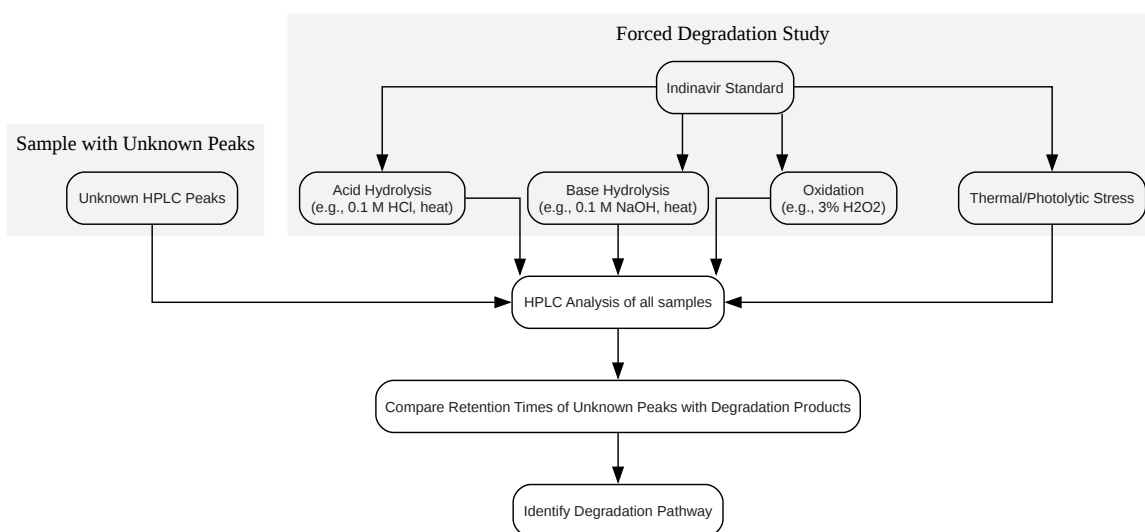 Forced Degradation Study
Indinavir Standard
Sample with Unknown Peaks
Unknown HPLC Peaks
Acid Hydrolysis
(e.g., 0.1 M HCl, heat)
Base Hydrolysis
(e.g., 0.1 M NaOH, heat)
Oxidation
(e.g., 3% H2O2)
Thermal/Photolytic Stress
HPLC Analysis of all samples
Compare Retention Times of Unknown Peaks with Degradation Products
Identify Degradation Pathway